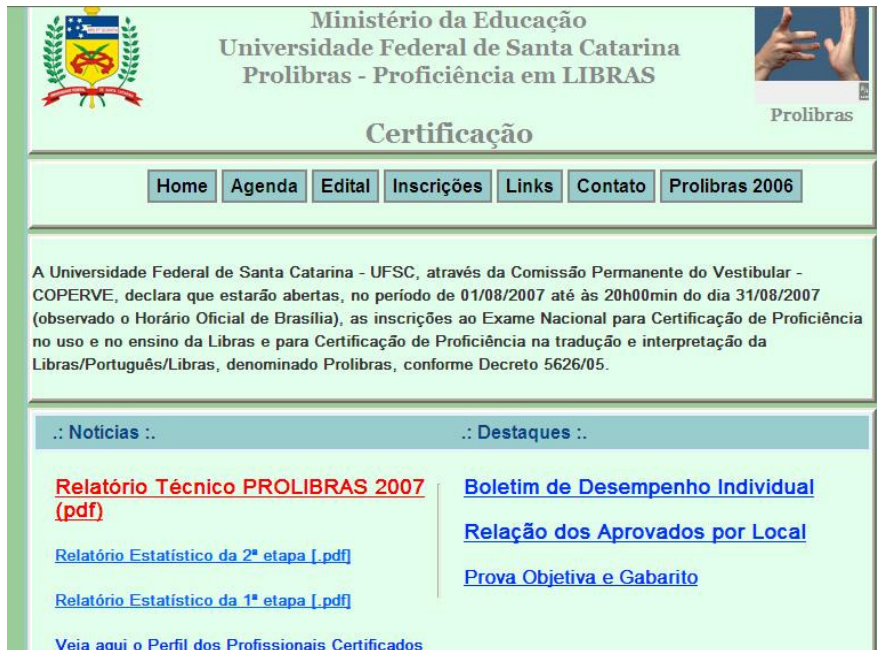 Ministério da Educação
Universidade Federal de Santa Catarina
Prolibras - Proficiência em LIBRAS
Certificação
Prolibras
Home Agenda Edital Inscrições Links Contato Prolibras 2006
A Universidade Federal de Santa Catarina - UFSC, através da Comissão Permanente do Vestibular -
COPERVE, declara que estarão abertas, no período de 01/08/2007 até às 20h00min do dia 31/08/2007
(observado o Horário Oficial de Brasília), as inscrições ao Exame Nacional para Certificação de Proficiência
no uso e no ensino da Libras e para Certificação de Proficiência na tradução e interpretação da
Libras/Português/Libras, denominado Prolibras, conforme Decreto 5626/05.
.: Noticias :.
Relatório Técnico PROLIBRAS 2007
(pdf)
Relatório Estatístico da 2ª etapa [.pdf]
Relatório Estatístico da 1ª etapa [.pdf]
Veja aqui o Perfil dos Profissionais Certificados
.: Destaques :.
Boletim de Desempenho Individual
Relação dos Aprovados por Local
Prova Objetiva e Gabarito